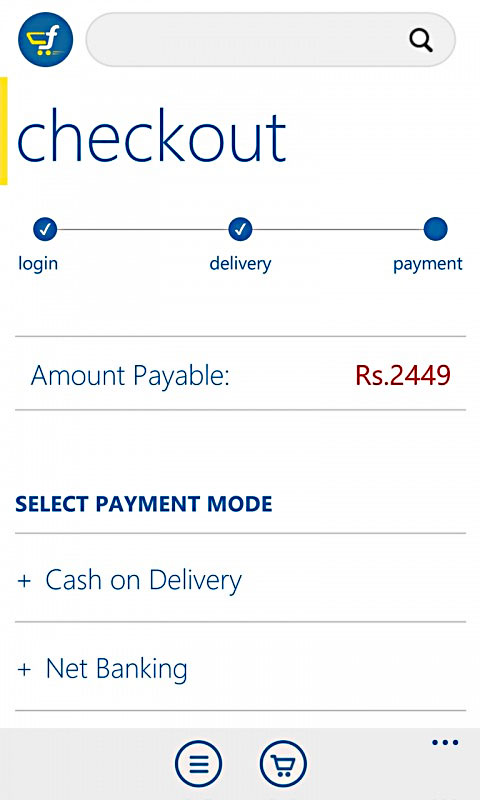 f
checkout
login delivery payment
Amount Payable: Rs.2449
SELECT PAYMENT MODE
+ Cash on Delivery
+ Net Banking